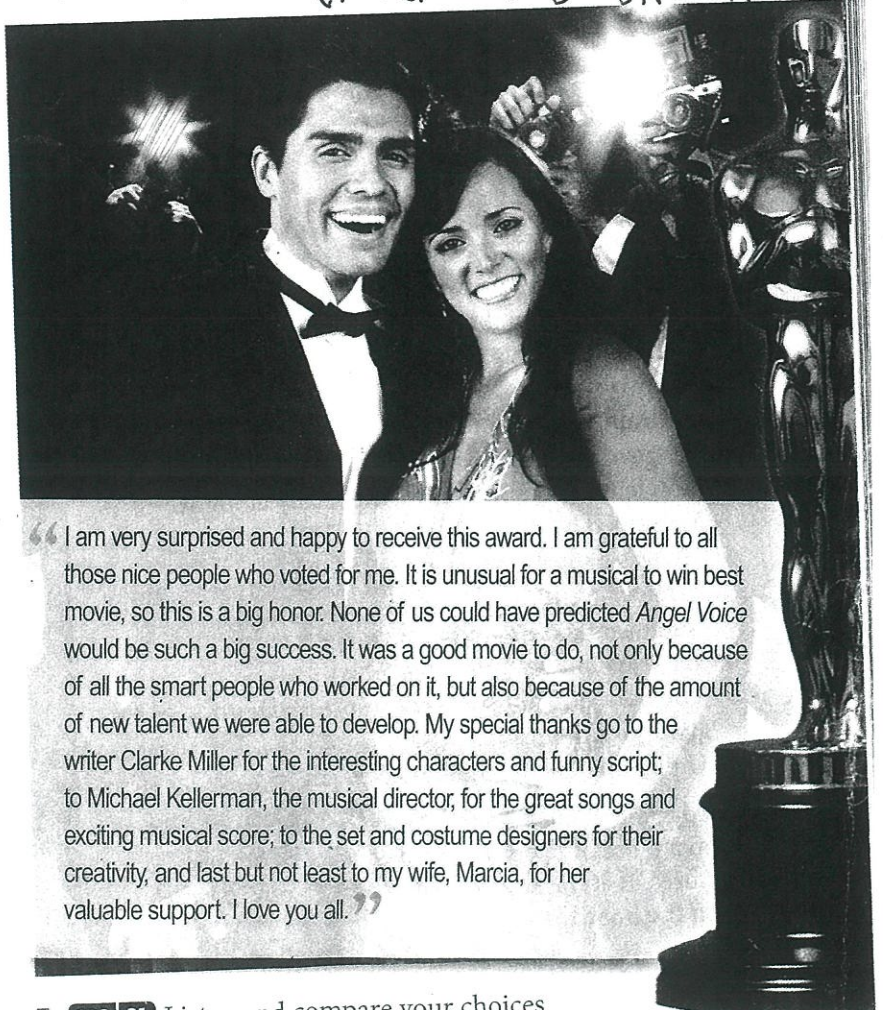 “ I am very surprised and happy to receive this award. I am grateful to all
those nice people who voted for me. It is unusual for a musical to win best
movie, so this is a big honor. None of us could have predicted Angel Voice
would be such a big success. It was a good movie to do, not only because
of all the smart people who worked on it, but also because of the amount
of new talent we were able to develop. My special thanks go to the
writer Clarke Miller for the interesting characters and funny script;
to Michael Kellerman, the musical director, for the great songs and
exciting musical score; to the set and costume designers for their
creativity, and last but not least to my wife, Marcia, for her
valuable support. I love you all. ”
Listen and compare your choices